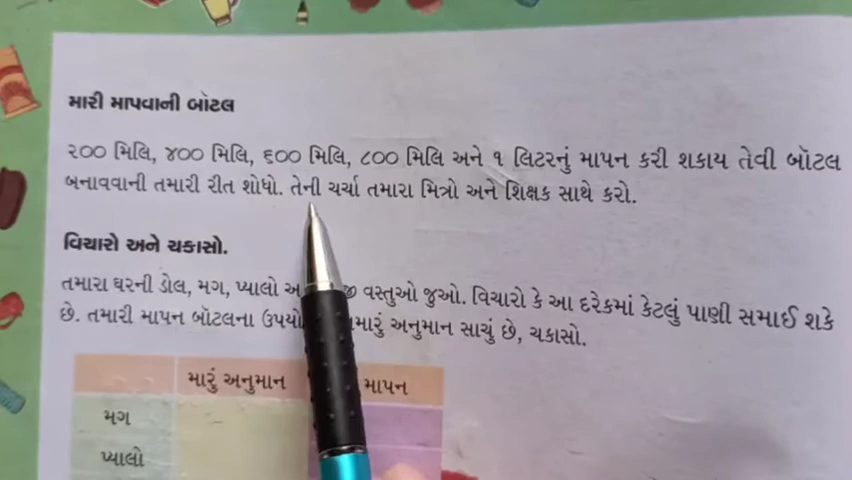 મારી માપવાની બૉટલ
૨૦૦ મિલિ, ૪૦૦ મિલિ, ૬૦૦ મિલિ, ૮૦૦ મિલિ અને ૧ લિટરનું માપન કરી શકાય તેવી બૉટલ
બનાવવાની તમારી રીત શોધો. તેની ચર્ચા તમારા મિત્રો અને શિક્ષક સાથે કરો.
વિચારો અને ચકાસો.
તમારા ઘરની ડોલ, મગ, પ્યાલો વસ્તુઓ જુઓ. વિચારો કે આ દરેકમાં કેટલું પાણી સમાઈ શકે
છે. તમારી માપન બૉટલના અનુમાન સાચું છે, ચકાસો.
મારું અનુમાન માપન
મગ
પ્યાલો